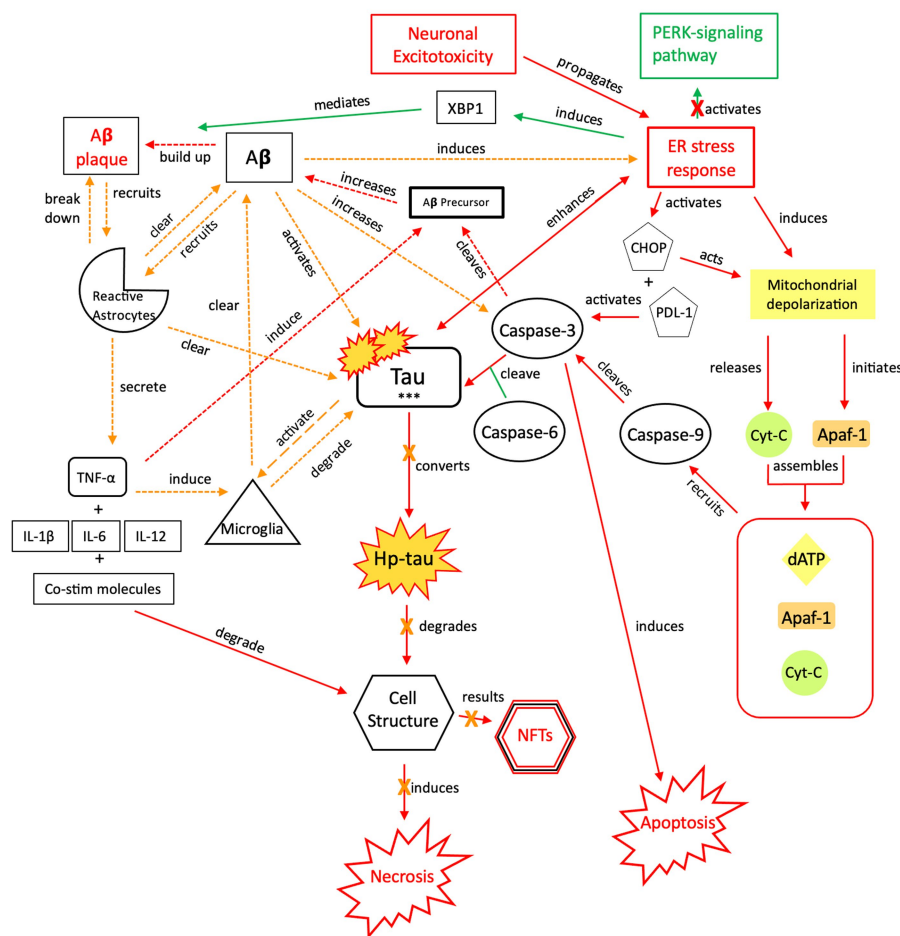 Neuronal
Excitotoxicity
PERK-signaling
pathway
propagates
activates
mediates
XBP1
induces
Aβ
plaque
build up
Aβ
induces
ER stress
response
break
down
recruits
clear
recruits
activates
increases
increases
Aβ Precursor
cleaves
enhances
activates
induces
CHOP
acts
+
PDL-1
activates
Mitochondrial
depolarization
Reactive
Astrocytes
clear
clear
induce
Caspase-3
releases
initiates
secrete
Tau
***
cleave
cleaves
Caspase-6
Caspase-9
Cyt-C
Apaf-1
activate
degrade
converts
assembles
recruits
TNF-α
induce
Microglia
+
IL-1β
IL-6
IL-12
+
Co-stim molecules
Hp-tau
dATP
Apaf-1
Cyt-C
degrade
degrades
induces
Cell
Structure
results
NFTs
induces
Apoptosis
Necrosis